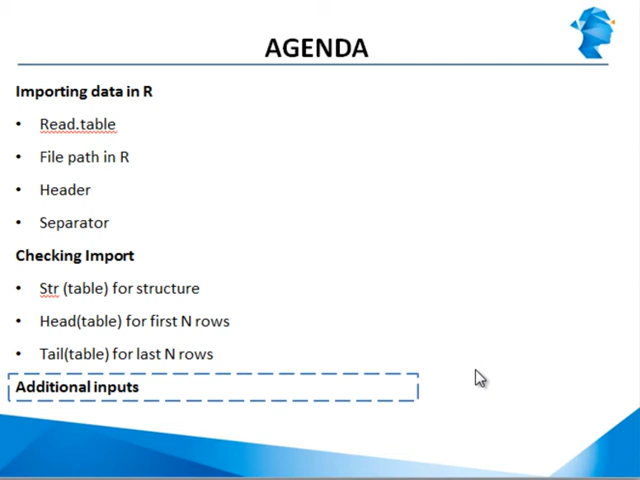 AGENDA
Importing data in R
• Read.table
• File path in R
• Header
• Separator
Checking Import
• Str (table) for structure
• Head(table) for first N rows
• Tail(table) for last N rows
Additional inputs